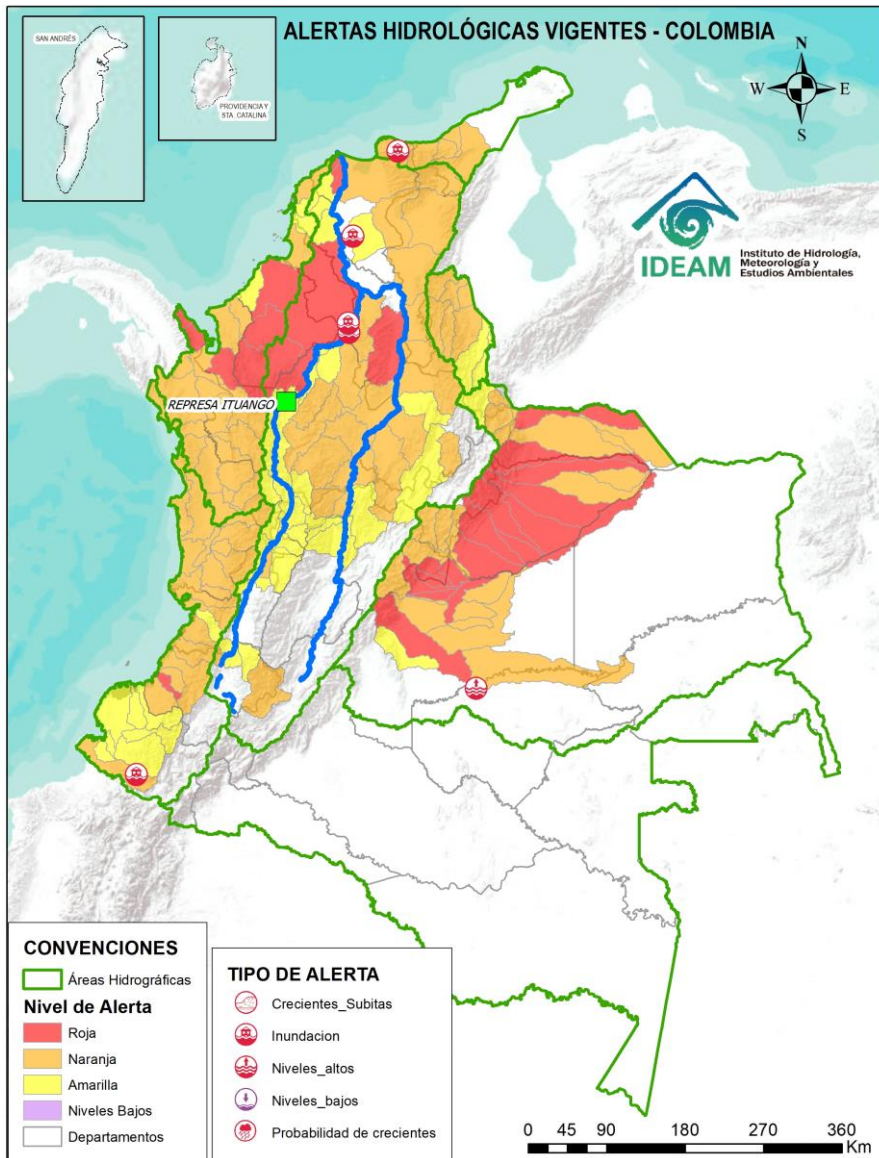 ALERTAS HIDROLÓGICAS VIGENTES - COLOMBIA
SAN ANDRÉS
PROVIDENCIA Y
STA. CATALINA
N
W
E
S
IDEAM
Instituto de Hidrología,
Meteorología y
Estudios Ambientales
REPRESA ITUANGO
CONVENCIONES
Áreas Hidrográficas
Nivel de Alerta
Roja
Naranja
Amarilla
Niveles Bajos
Departamentos
TIPO DE ALERTA
Crecientes_Subitas
Inundacion
Niveles_altos
Niveles_bajos
Probabilidad de crecientes
0 45 90 180 270 360
Km